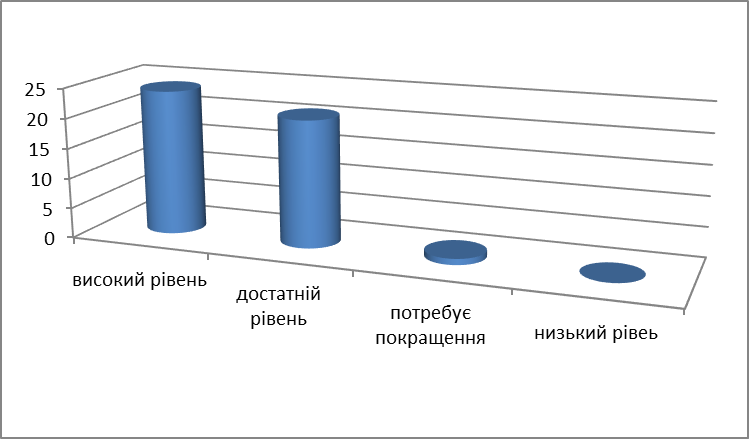 25
20
15
10
5
0
високий рівень
достатній
рівень
потребує
покращення
низький рівеь